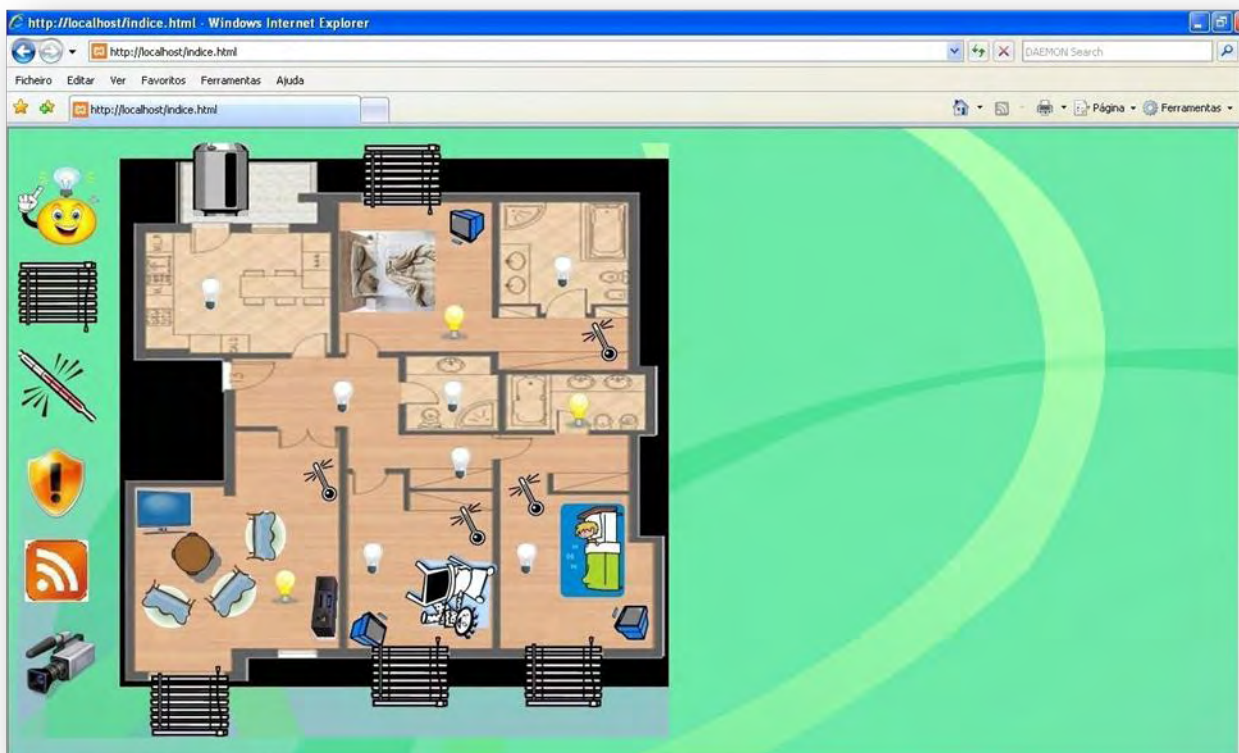 http://localhost/indice.html - Windows Internet Explorer
http://localhost/indice.html
DAEMON Search
Ficheiro Editar Ver Favoritos Ferramentas Ajuda
http://localhost/indice.html
Página Ferramentas